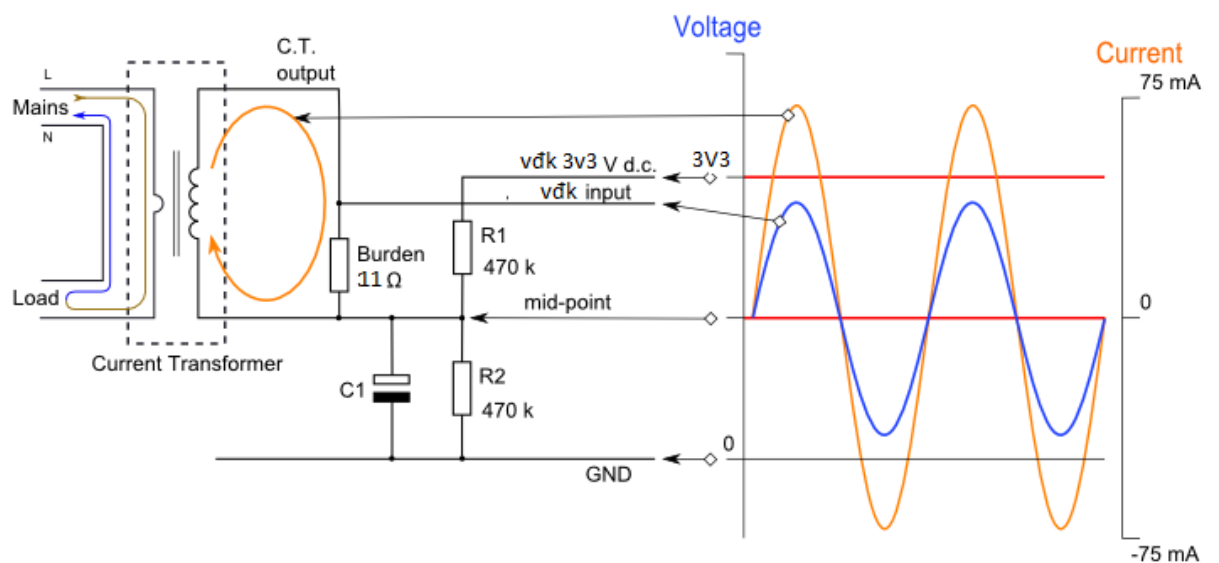 Voltage
C.T.
output
Current
75 mA
L
Mains
N
vđk 3v3 V d.c.
3V3
vđk input
R1
470 k
Burden
11 Ω
Load
mid-point
0
Current Transformer
C1
R2
470 k
0
GND
-75 mA